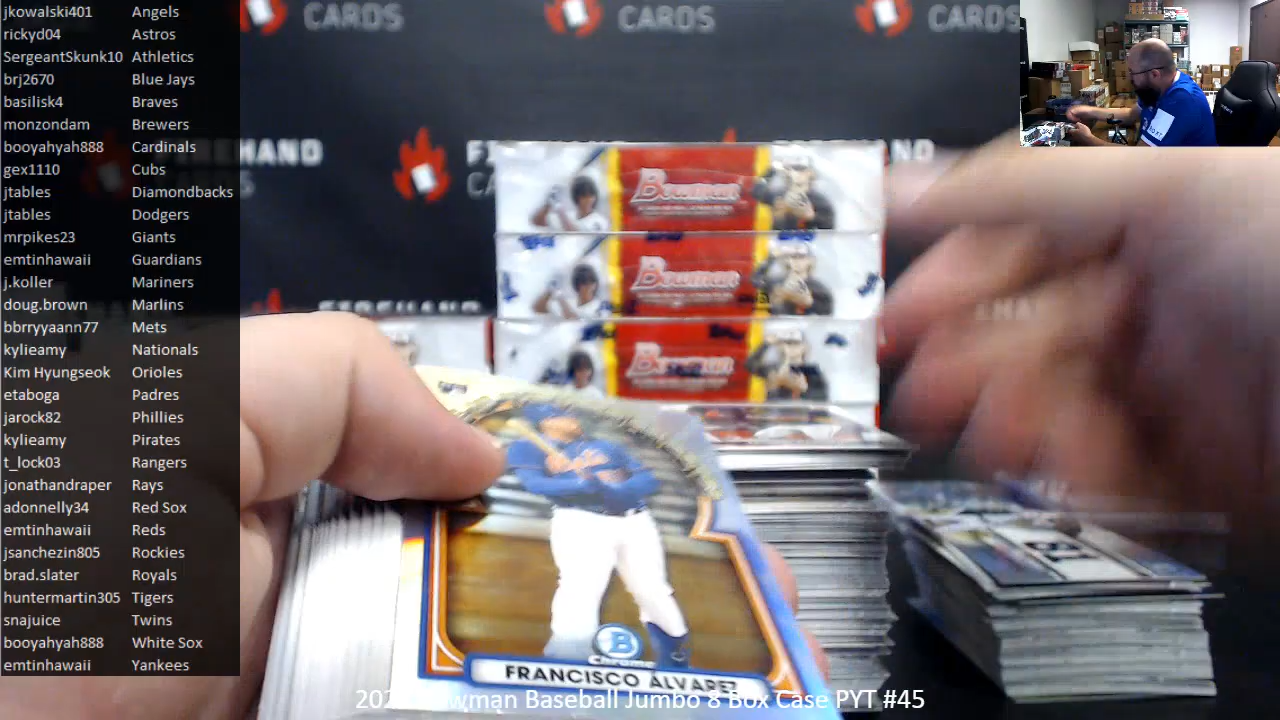 jkowalski401 Angels
rickyd04 Astros
SergeantSkunk10 Athletics
brj2670 Blue Jays
basilisk4 Braves
monzondam Brewers
booyahyah888 Cardinals
gex1110 Cubs
jtables Diamondbacks
jtables Dodgers
mrpikes23 Giants
emtinhawaii Guardians
j.koller Mariners
doug.brown Marlins
bbrryyaann77 Mets
kylieamy Nationals
Kim Hyungseok Orioles
etaboga Padres
jarock82 Phillies
kylieamy Pirates
t_lock03 Rangers
jonathandraper Rays
adonnelly34 Red Sox
emtinhawaii Reds
jsanchezin805 Rockies
brad.slater Royals
huntermartin305 Tigers
snajuice Twins
booyahyah888 White Sox
emtinhawaii Yankees
CARDS
CARDS
CARDS
Bowman
Bowman
Bowman
B
Chrome
FRANCISCO ALVAREZ
Bowman Baseball Jumbo 8 Box Case PYT #45